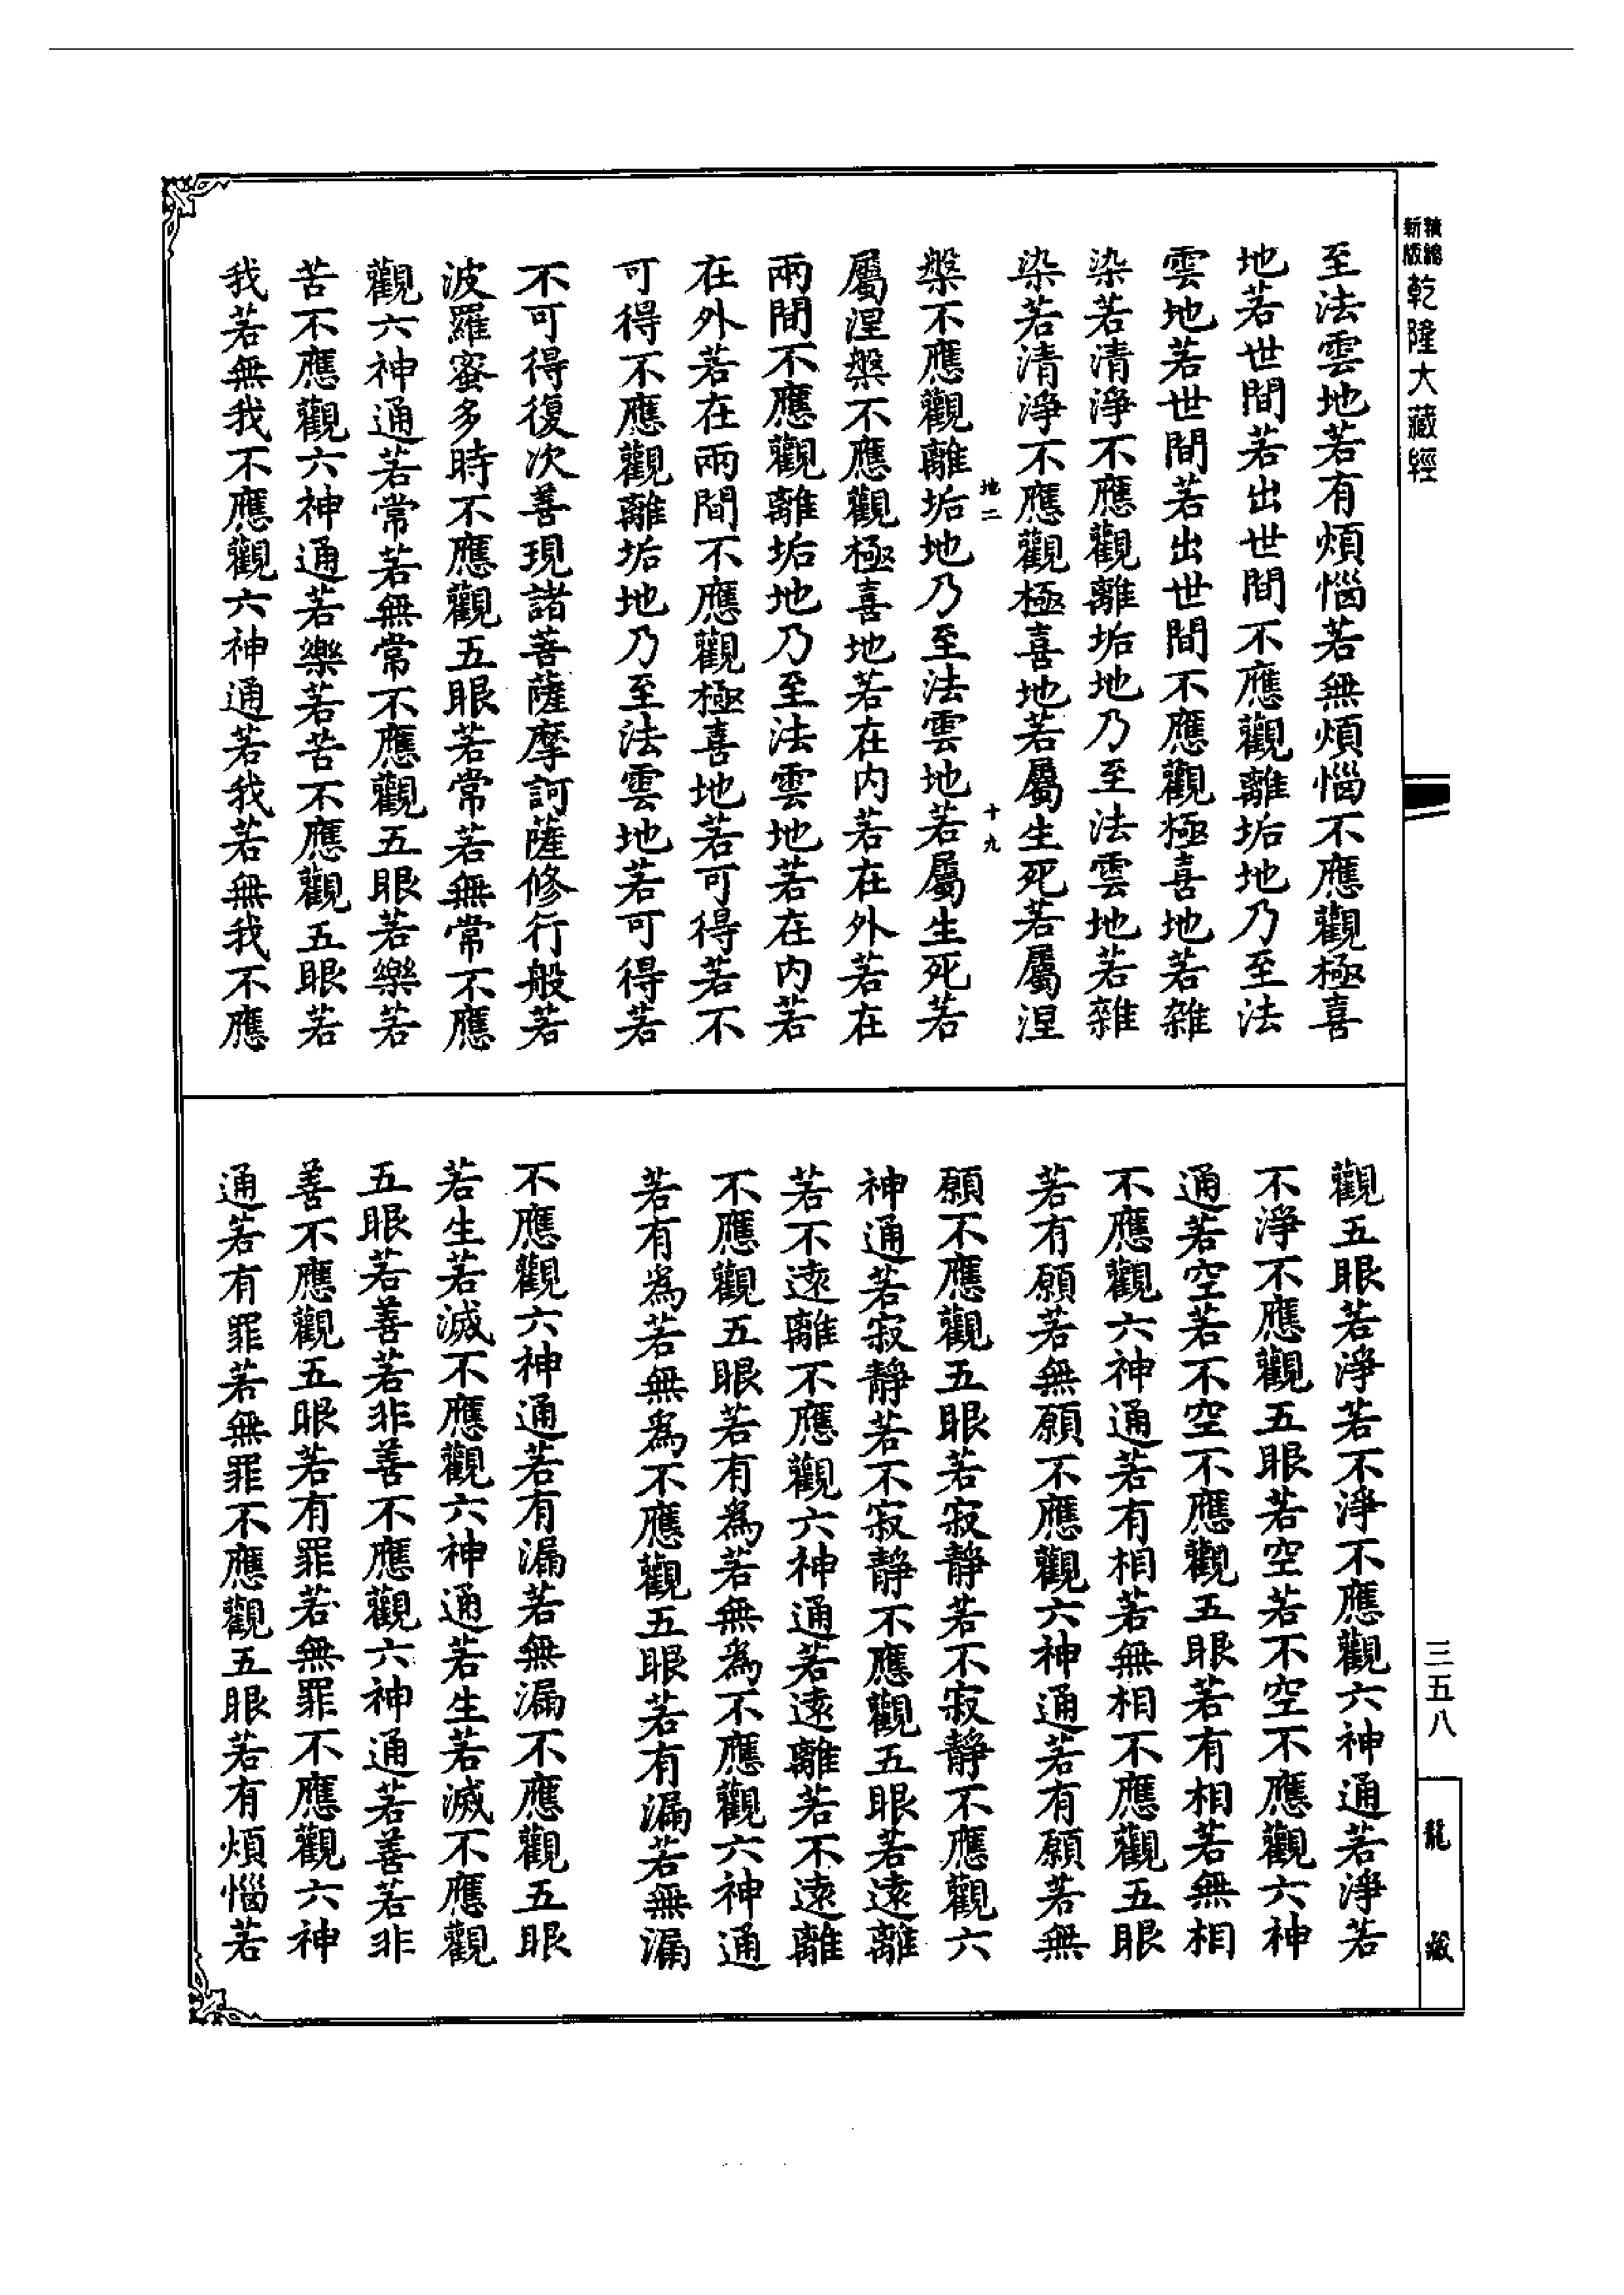 精縮
新版
乾隆大藏經
至法雲地若有煩惱若無煩惱不應觀極喜
地若世間若出世間不應觀離垢地乃至法
雲地若世間若出世間不應觀極喜地若雜
染若清淨不應觀離垢地乃至法雲地若雜
染若清淨不應觀極喜地若屬生死若屬涅
地二 十九
槃不應觀離垢地乃至法雲地若屬生死若
屬涅槃不應觀極喜地若在內若在外若在
兩間不應觀離垢地乃至法雲地若在內若
在外若在兩間不應觀極喜地若可得若不
可得不應觀離垢地乃至法雲地若可得若
不可得復次善現諸菩薩摩訶薩修行般若
波羅蜜多時不應觀五眼若常若無常不應
觀六神通若常若無常不應觀五眼若樂若
苦不應觀六神通若樂若苦不應觀五眼若
我若無我不應觀六神通若我若無我不應
觀五眼若淨若不淨不應觀六神通若淨若
不淨不應觀五眼若空若不空不應觀六神
通若空若不空不應觀五眼若有相若無相
不應觀六神通若有相若無相不應觀五眼
若有願若無願不應觀六神通若有願若無
願不應觀五眼若寂靜若不寂靜不應觀六
神通若寂靜若不寂靜不應觀五眼若遠離
若不遠離不應觀六神通若遠離若不遠離
不應觀五眼若有為若無為不應觀六神通
若有為若無為不應觀五眼若有漏若無漏
不應觀六神通若有漏若無漏不應觀五眼
若生若滅不應觀六神通若生若滅不應觀
五眼若善若非善不應觀六神通若善若非
善不應觀五眼若有罪若無罪不應觀六神
通若有罪若無罪不應觀五眼若有煩惱若
三五八
龍藏